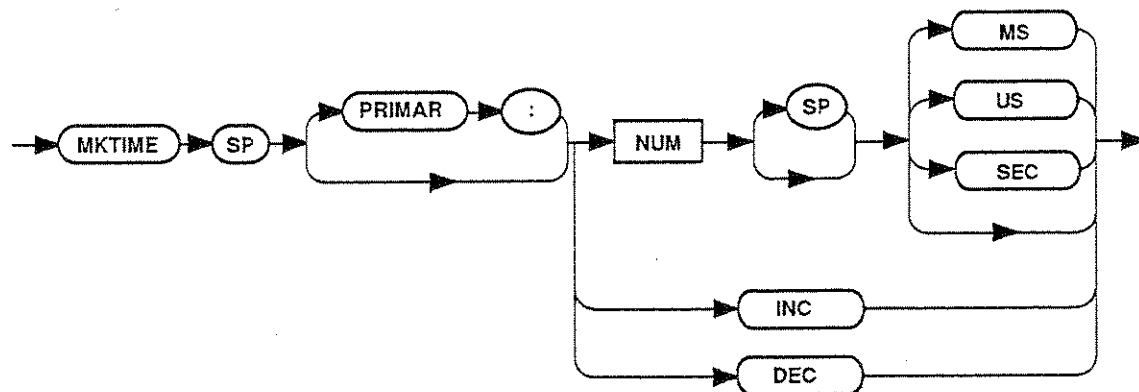 MS
PRIMAR : SP US
MKTIME SP NUM
SEC
INC
DEC